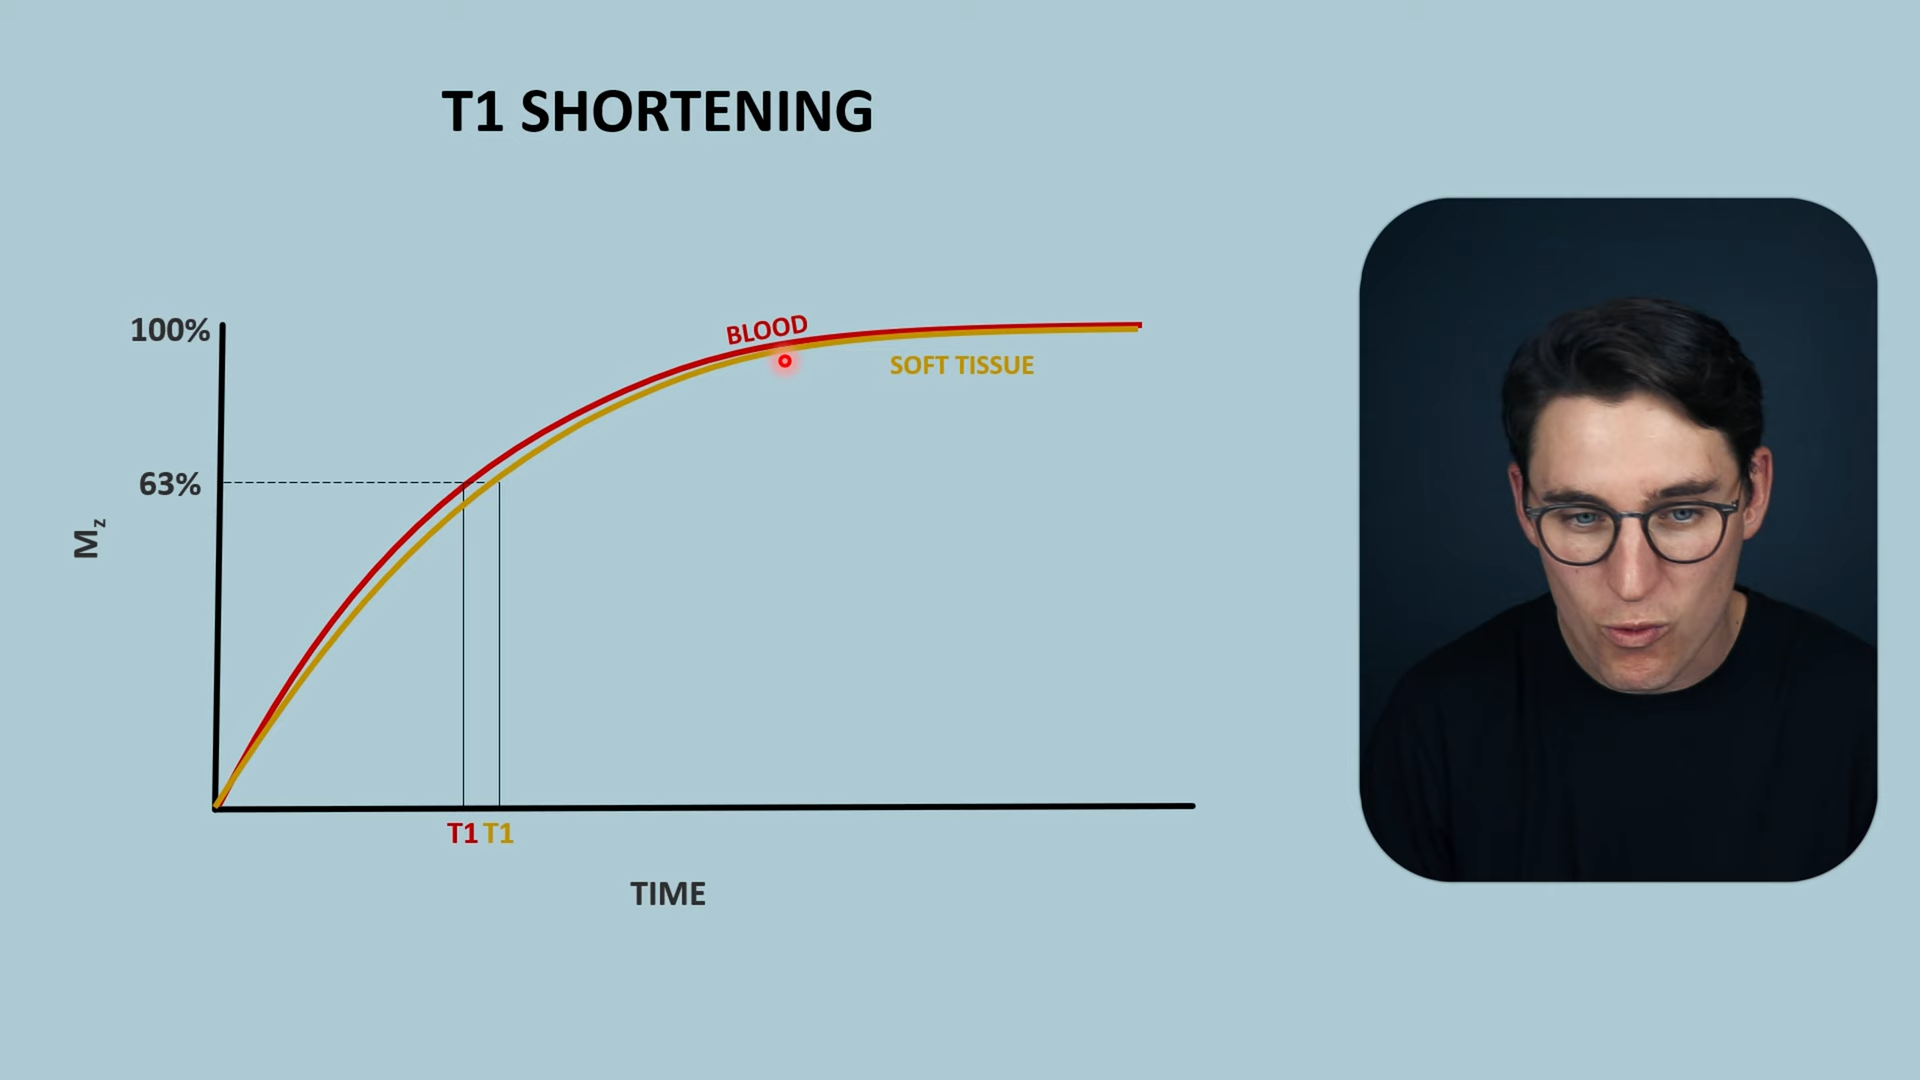 T1 SHORTENING
100%
BLOOD
SOFT TISSUE
63%
Mz
T1 T1
TIME